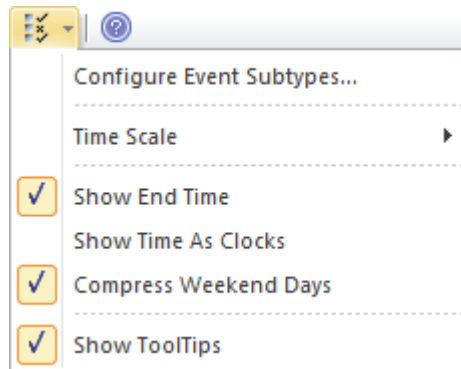 Configure Event Subtypes...
Time Scale
Show End Time
Show Time As Clocks
Compress Weekend Days
Show ToolTips